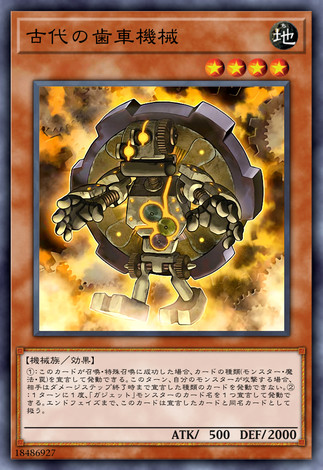 古代の歯車機械
地
【機械族／効果】
①：このカードが召喚・特殊召喚に成功した場合、カードの種類（モンスター・魔
法・罠）を宣言して発動できる。このターン、自分のモンスターが攻撃する場合、
相手はダメージステップ終了時まで宣言した種類のカードを発動できない。②
：１ターンに１度、「ガジェット」モンスターのカード名を１つ宣言して発動で
きる。エンドフェイズまで、このカードは宣言したカードと同名カードとして
扱う。
ATK/ 500 DEF/2000
18486927